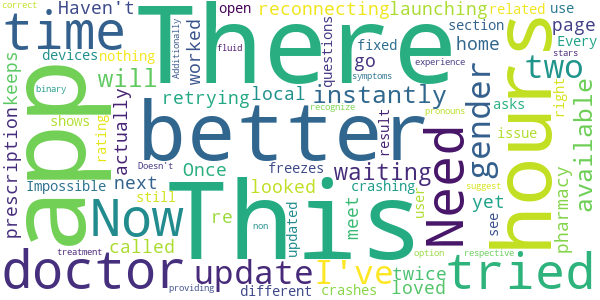 Haven't
Additionally
open
reconnecting
launching
related
use
correct
time
There
section
page
Every
stars
devices
nothing
worked
questions
fixed
go
home
fluid
binary
keeps
app
will
retrying
local
instantly
two
experience
symptoms
prescription
shows
rating
actually
better
recognize
result
asks
right
pronouns
gender
hours
available
Impossible
next
Once
freezes
waiting
Need
issue
Doesn't
looked
crashing
yet
pharmacy
still
This
re
meet
user
see
suggest
Now
called
updated
non
I've
twice
option
respective
treatment
doctor
update
tried
providing
different
crashes
loved